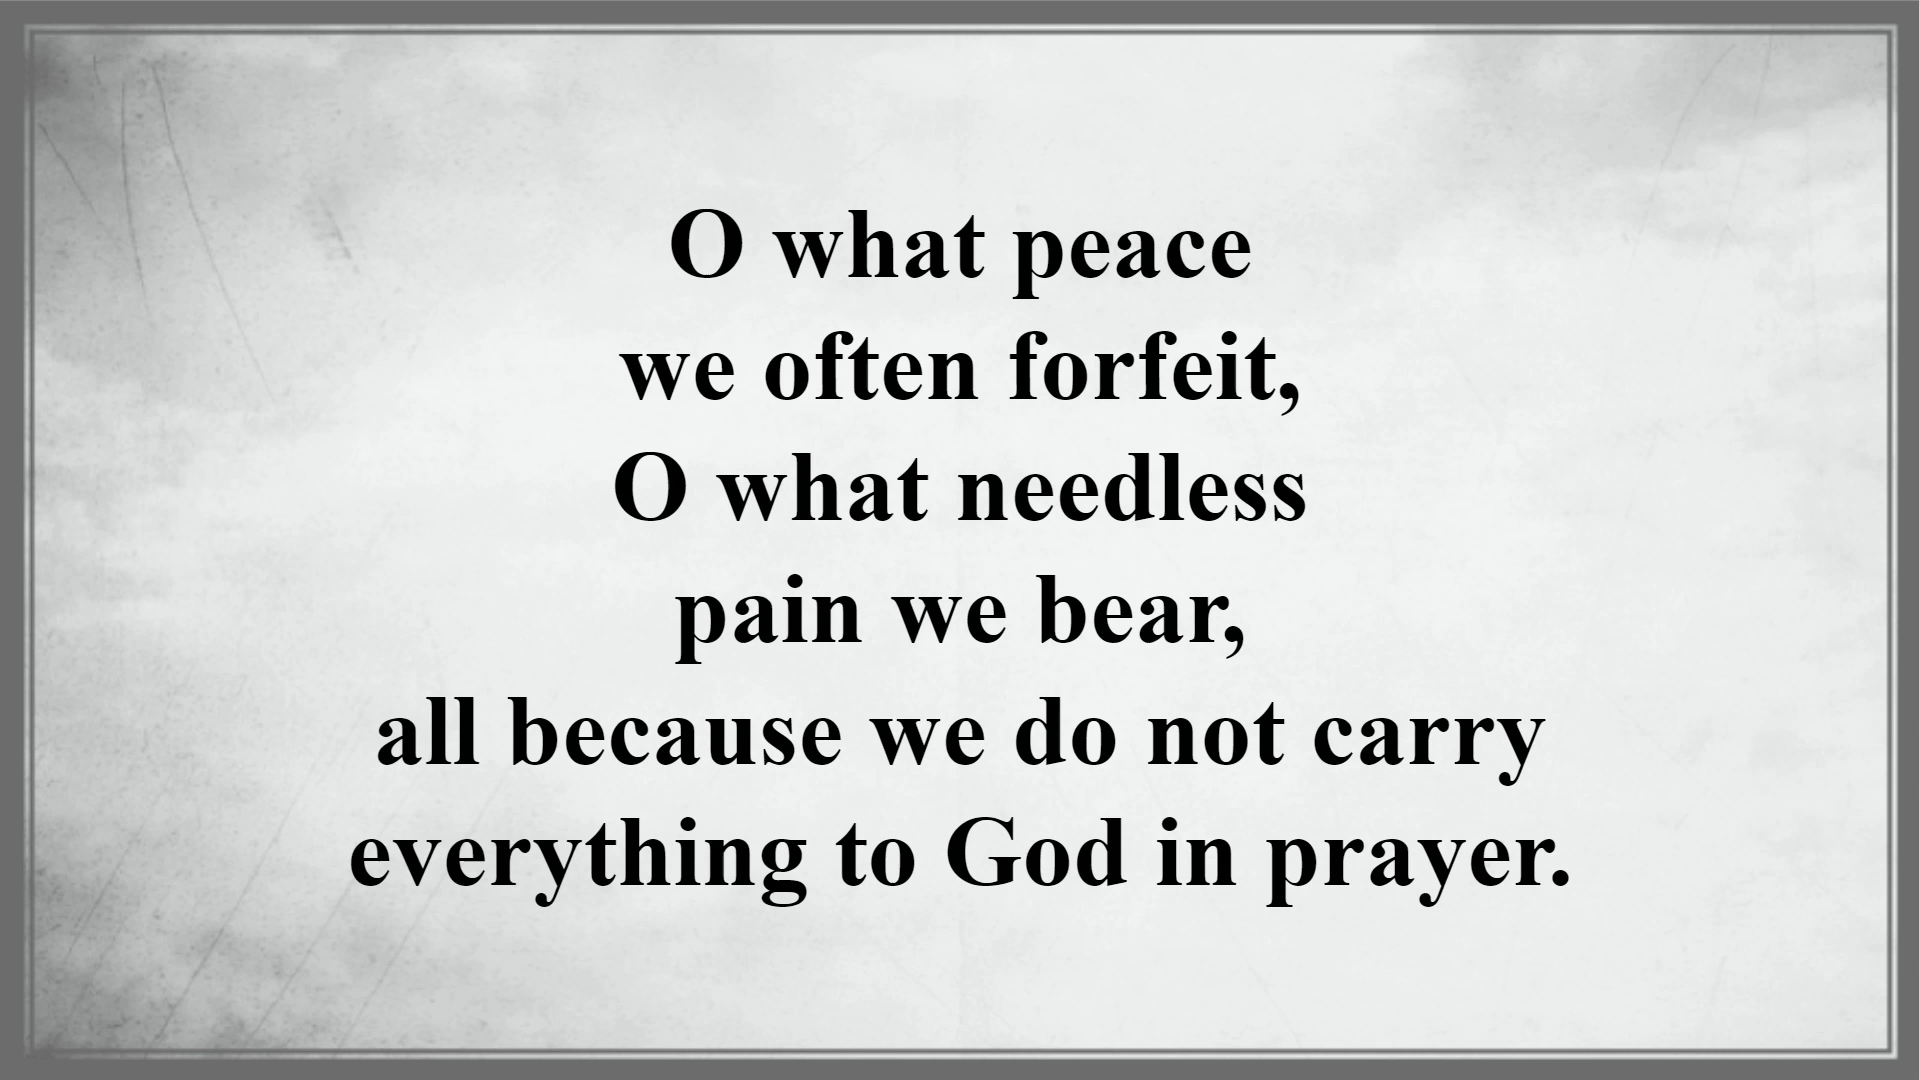 O what peace
we often forfeit,
O what needless
pain we bear,
all because we do not carry
everything to God in prayer.